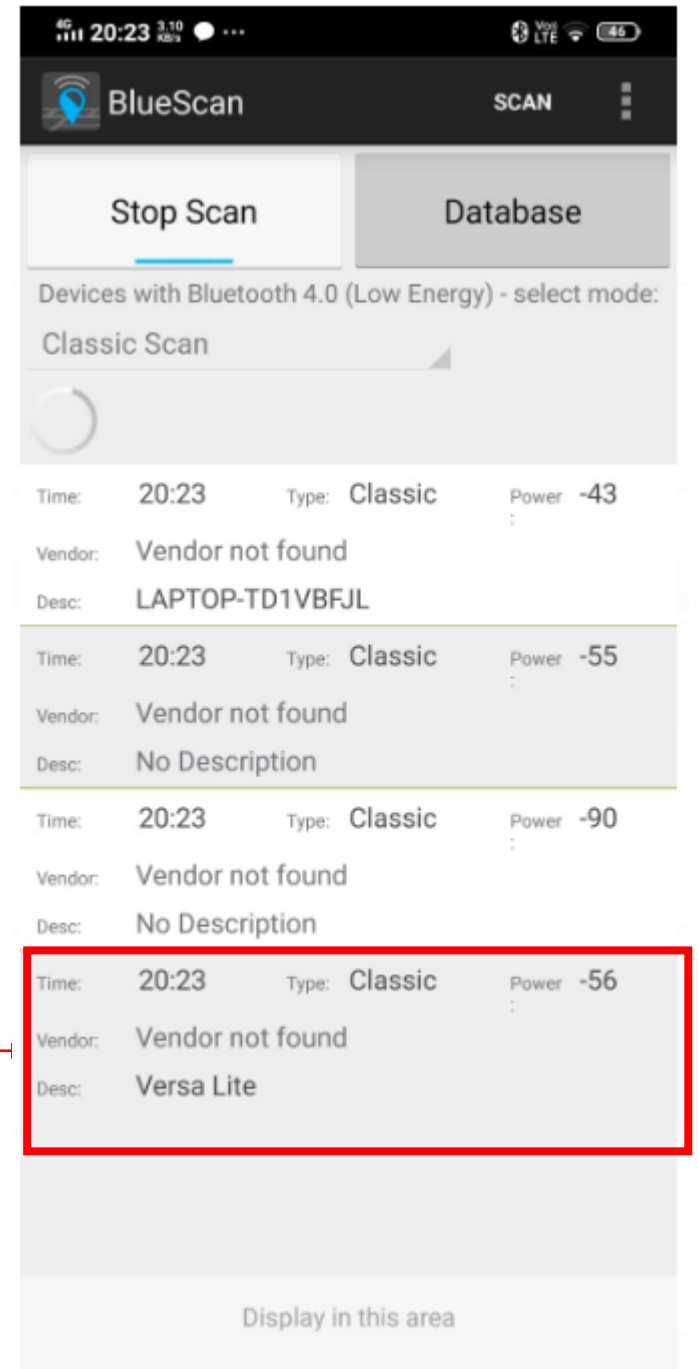 4G 20:23 3.10 KB/s ... Vo) LTE 46
BlueScan SCAN
Stop Scan Database
Devices with Bluetooth 4.0 (Low Energy) - select mode:
Classic Scan
Time: 20:23 Type: Classic Power : -43
Vendor: Vendor not found
Desc: LAPTOP-TD1VBFJL
Time: 20:23 Type: Classic Power : -55
Vendor: Vendor not found
Desc: No Description
Time: 20:23 Type: Classic Power : -90
Vendor: Vendor not found
Desc: No Description
Time: 20:23 Type: Classic Power : -56
Vendor: Vendor not found
Desc: Versa Lite
Display in this area